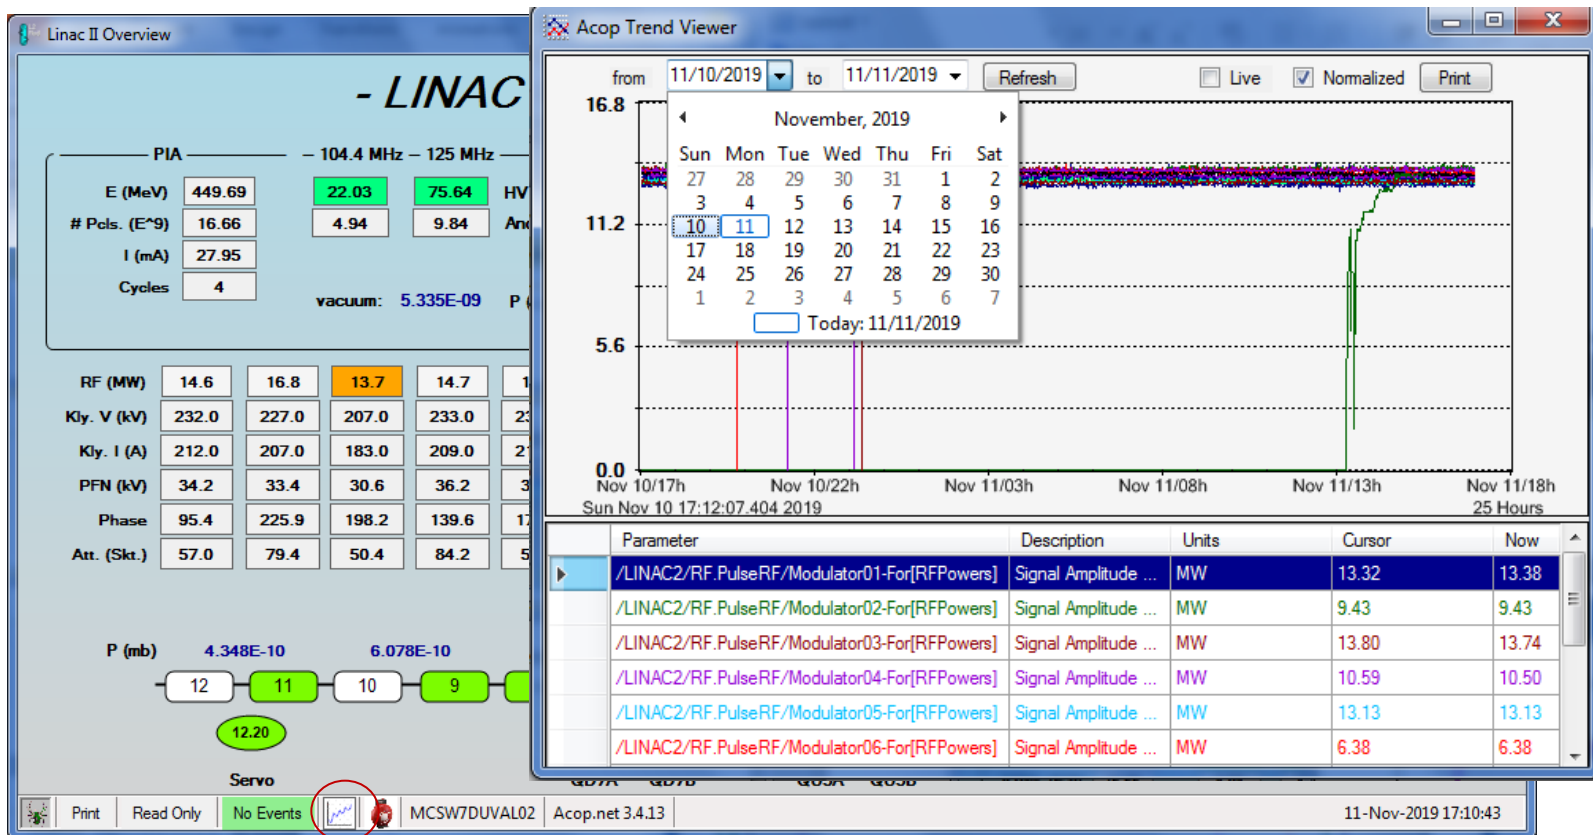 Linac II Overview
- LINAC
PIA
104.4 MHz
125 MHz
E (MeV) 449.69 22.03 75.64 HV
# Pcls. (E^9) 16.66 4.94 9.84
I (mA) 27.95
Cycles 4
vacuum: 5.335E-09 P
RF (MW) 14.6 16.8 13.7 14.7
Kly. V (kV) 232.0 227.0 207.0 233.0
Kly. I (A) 212.0 207.0 183.0 209.0
PFN (kV) 34.2 33.4 30.6 36.2
Phase 95.4 225.9 198.2 139.6
Att. (Skt.) 57.0 79.4 50.4 84.2
P (mb) 4.348E-10 6.078E-10
12 11 10 9
12.20
Servo
Print Read Only No Events MCSW7DUVAL02 Acop.net 3.4.13 11-Nov-2019 17:10:43
Acop Trend Viewer
from 11/10/2019 to 11/11/2019 Refresh Live Normalized Print
16.8
11.2
5.6
0.0
November, 2019
Sun Mon Tue Wed Thu Fri Sat
27 28 29 30 31 1 2
3 4 5 6 7 8 9
10 11 12 13 14 15 16
17 18 19 20 21 22 23
24 25 26 27 28 29 30
1 2 3 4 5 6 7
Today: 11/11/2019
Nov 10/17h Nov 10/22h Nov 11/03h Nov 11/08h Nov 11/13h Nov 11/18h
Sun Nov 10 17:12:07.404 2019 25 Hours
Parameter Description Units Cursor Now
/LINAC2/RF.PulseRF/Modulator01-For[RFPowers] Signal Amplitude ... MW 13.32 13.38
/LINAC2/RF.PulseRF/Modulator02-For[RFPowers] Signal Amplitude ... MW 9.43 9.43
/LINAC2/RF.PulseRF/Modulator03-For[RFPowers] Signal Amplitude ... MW 13.80 13.74
/LINAC2/RF.PulseRF/Modulator04-For[RFPowers] Signal Amplitude ... MW 10.59 10.50
/LINAC2/RF.PulseRF/Modulator05-For[RFPowers] Signal Amplitude ... MW 13.13 13.13
/LINAC2/RF.PulseRF/Modulator06-For[RFPowers] Signal Amplitude ... MW 6.38 6.38